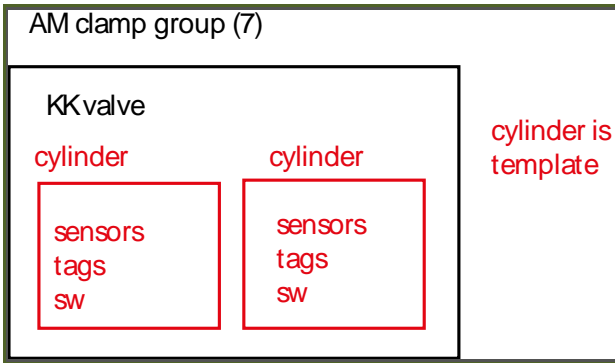 AM clamp group (7)
KK valve
cylinder
cylinder
sensors
tags
sw
sensors
tags
sw
cylinder is
template